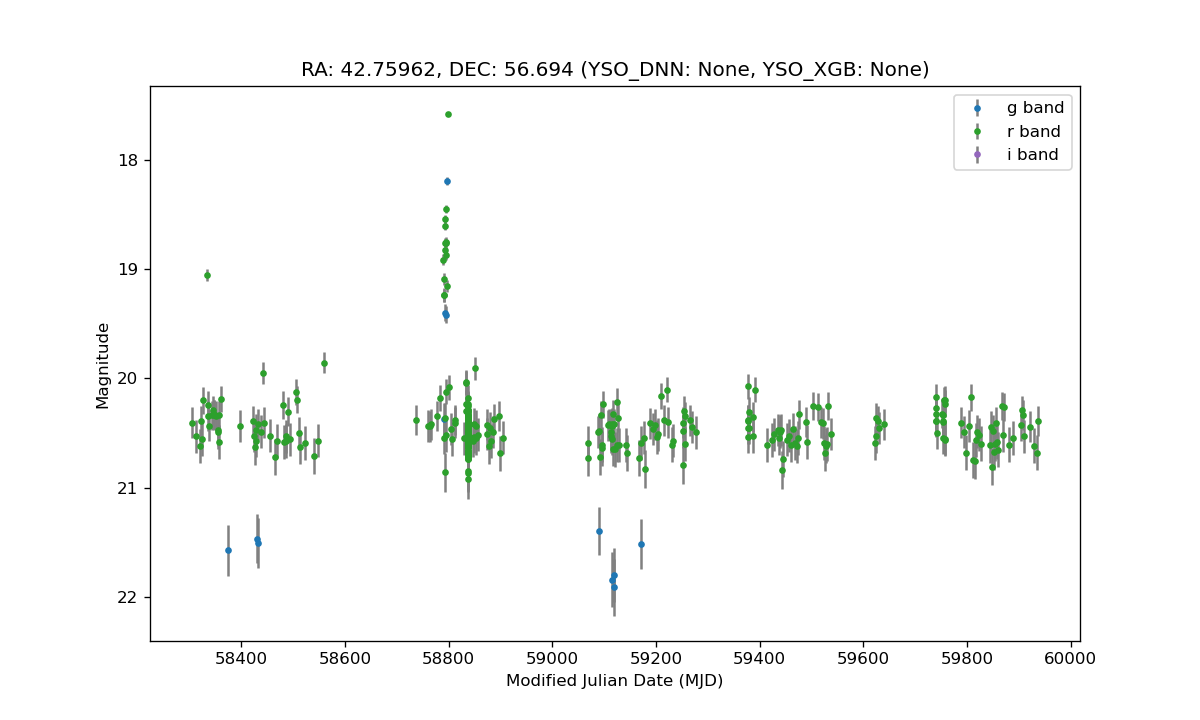 RA: 42.75962, DEC: 56.694 (YSO_DNN: None, YSO_XGB: None)
g band
r band
i band
18
19
20
21
22
Magnitude
58400 58600 58800 59000 59200 59400 59600 59800 60000
Modified Julian Date (MJD)